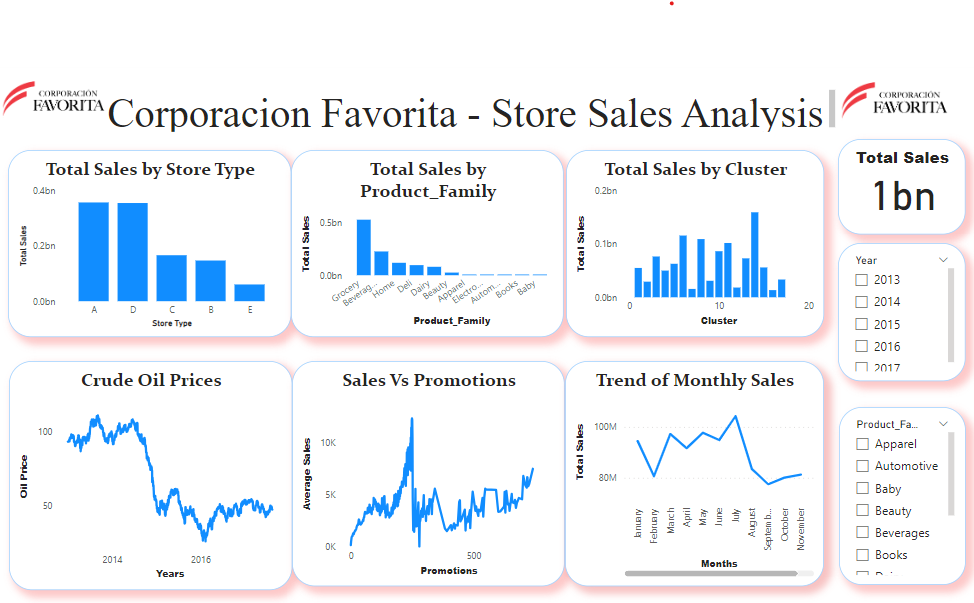 CORPORACIÓN
FAVORITA
Corporacion Favorita - Store Sales Analysis
CORPORACIÓN
FAVORITA
Total Sales by Store Type
0.4bn
0.2bn
0.0bn
Total Sales
A
D
C
B
E
Store Type
Total Sales by
Product_Family
0.5bn
0.0bn
Total Sales
Grocery
Beverag...
Home
Deli
Dairy
Beauty
Apparel
Electro...
Autom...
Books
Baby
Product_Family
Total Sales by Cluster
0.2bn
0.1bn
0.0bn
Total Sales
0
10
20
Cluster
Total Sales
1bn
Year
2013
2014
2015
2016
2017
Crude Oil Prices
100
50
Oil Price
2014
2016
Years
Sales Vs Promotions
10K
5K
0K
Average Sales
0
500
Promotions
Trend of Monthly Sales
100M
80M
Total Sales
January
February
March
April
May
June
July
August
Septemb...
October
November
Months
Product_Fa...
Apparel
Automotive
Baby
Beauty
Beverages
Books